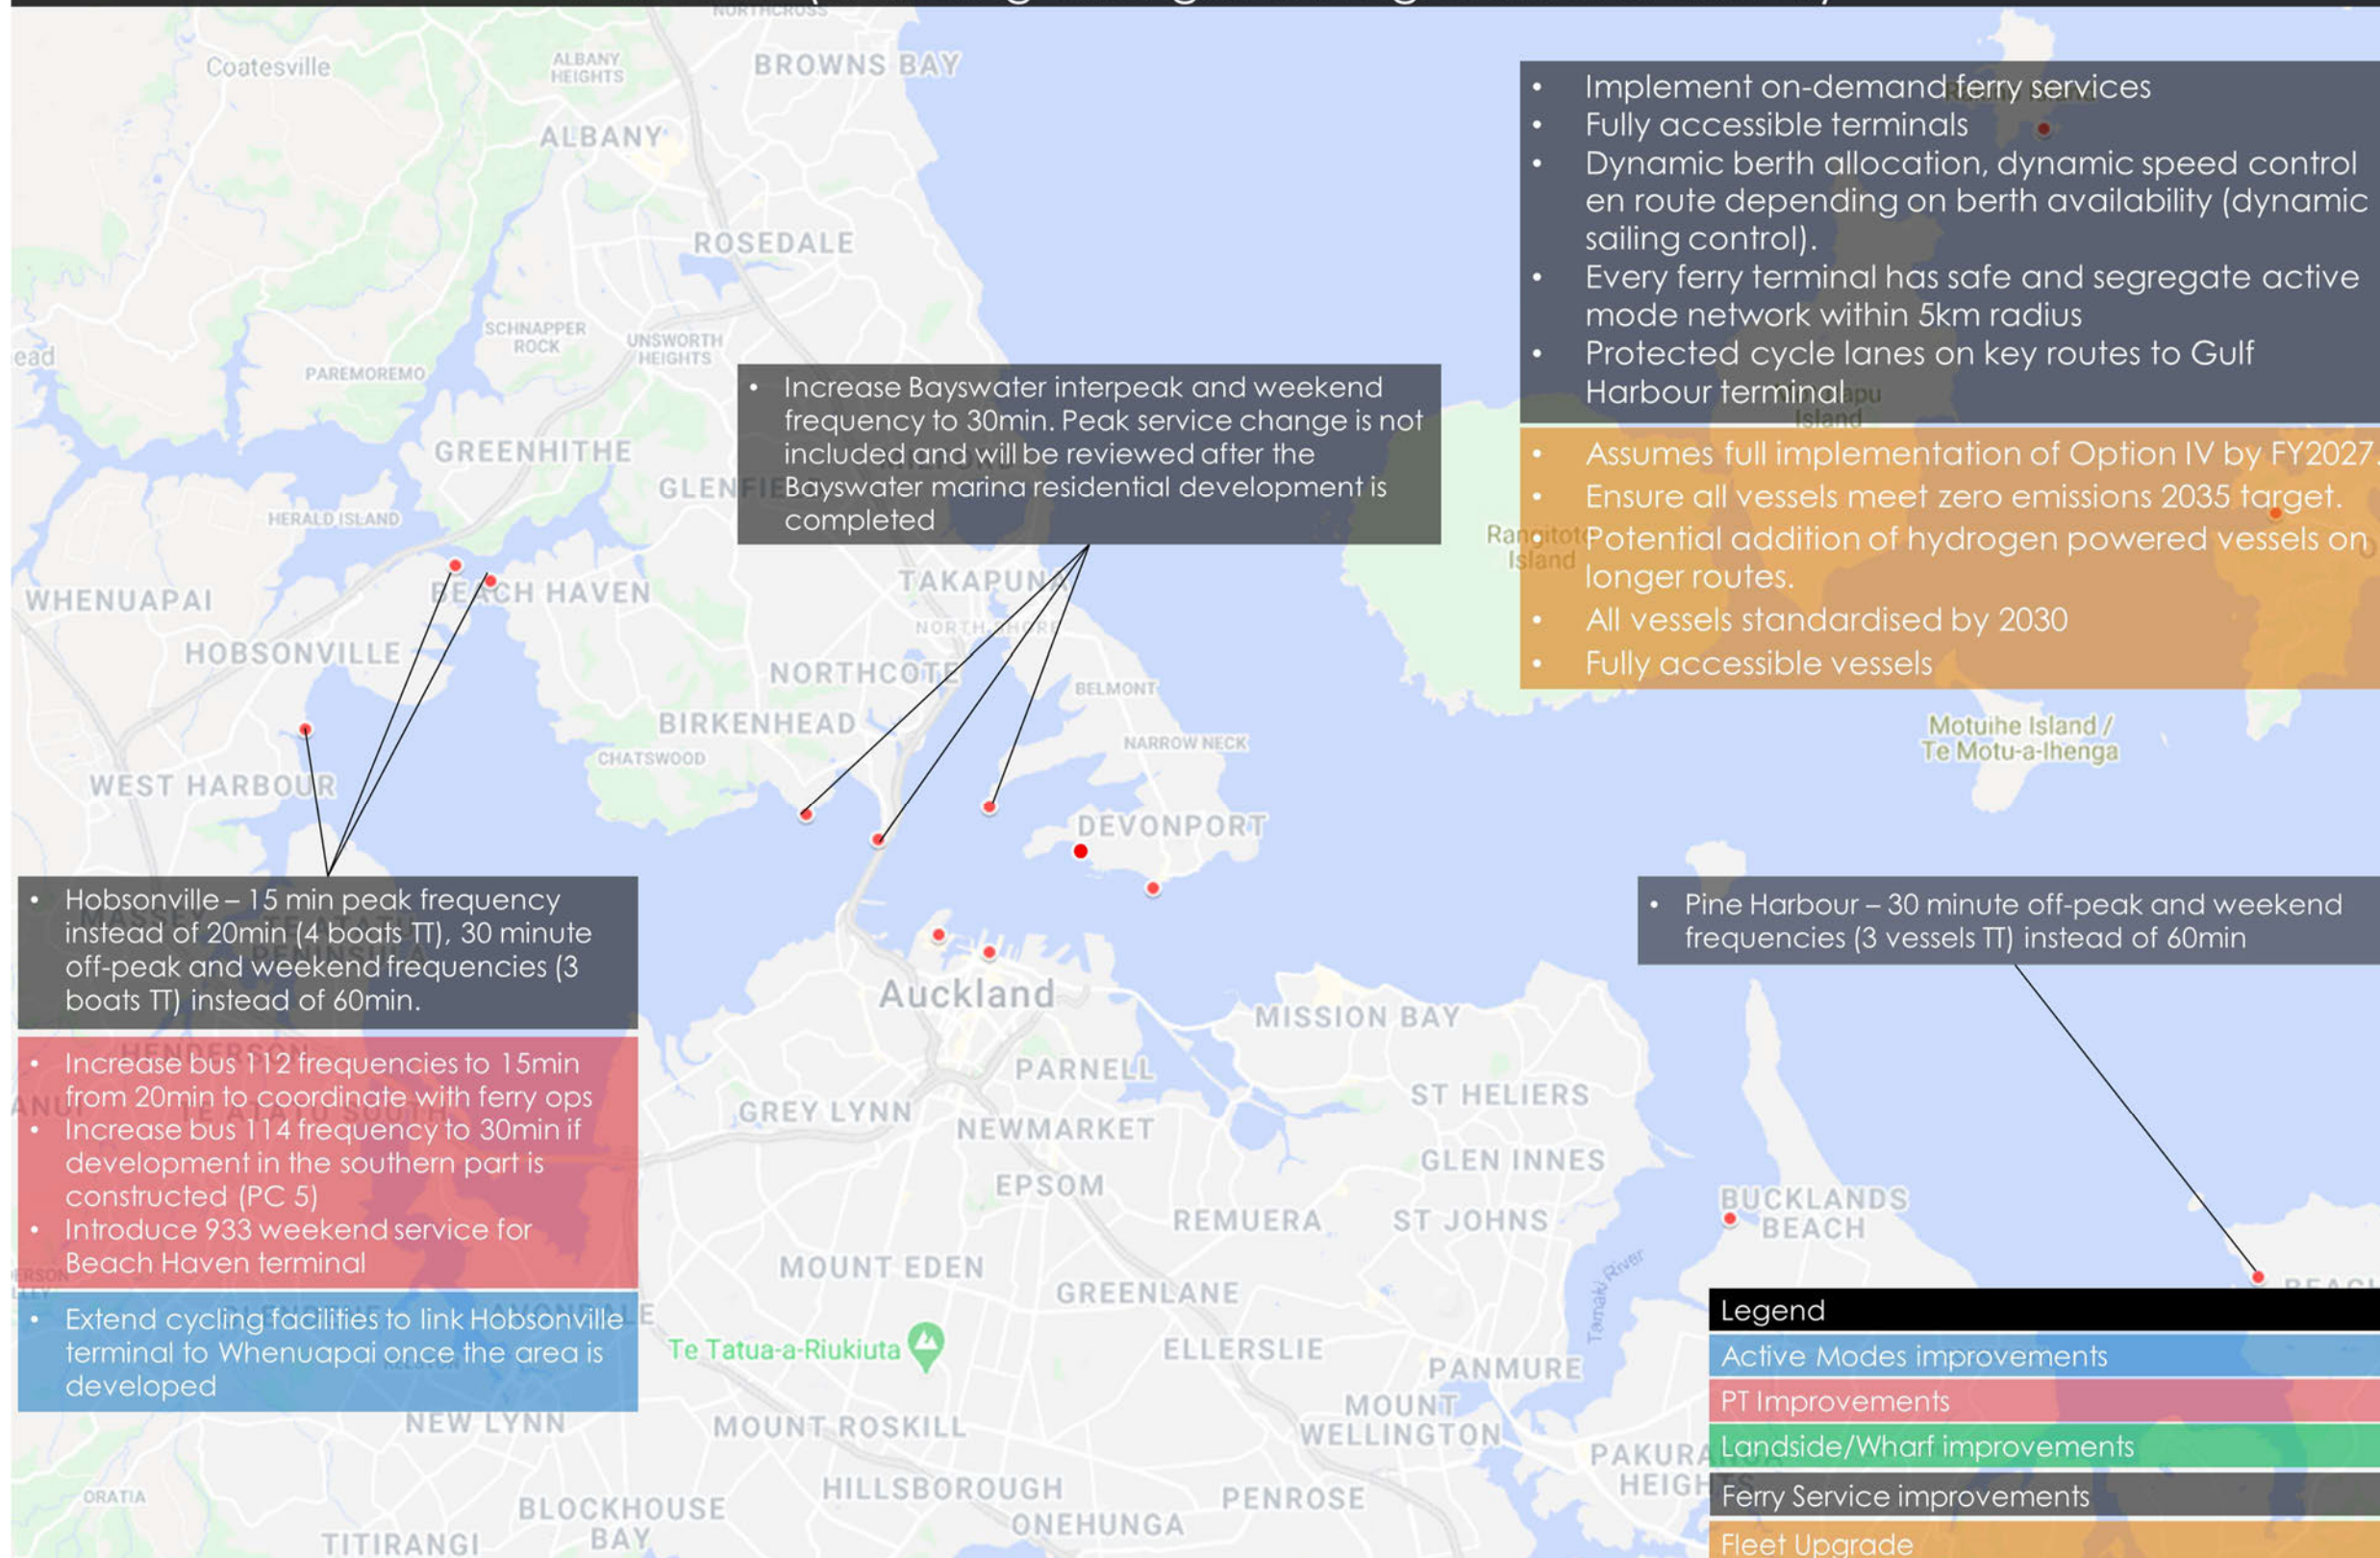 NORTHCROSS
Coatesville
ALBANY
HEIGHTS
BROWNS BAY
ALBANY
ROSEDALE
SCHNAPPER
ROCK
UNSWORTH
HEIGHTS
PAREMOREMO
GREENHITHE
HERALD ISLAND
WHENUAPAI
BEACH HAVEN
HOBSONVILLE
TAKAPUNA
NORTH SHORE
NORTHCOTE
BELMONT
BIRKENHEAD
CHATSWOOD
NARROW NECK
WEST HARBOUR
DEVONPORT
• Implement on-demand ferry services
• Fully accessible terminals
• Dynamic berth allocation, dynamic speed control
en route depending on berth availability (dynamic
sailing control).
• Every ferry terminal has safe and segregate active
mode network within 5km radius
• Protected cycle lanes on key routes to Gulf
Harbour terminal
• Assumes full implementation of Option IV by FY2027.
• Ensure all vessels meet zero emissions 2035 target.
• Potential addition of hydrogen powered vessels on
longer routes.
• All vessels standardised by 2030
• Fully accessible vessels
Rangitoto
Island
Motuihe Island /
Te Motu-a-Ihenga
• Increase Bayswater interpeak and weekend
frequency to 30min. Peak service change is not
included and will be reviewed after the
Bayswater marina residential development is
completed
• Hobsonville – 15 min peak frequency
instead of 20min (4 boats TT), 30 minute
off-peak and weekend frequencies (3
boats TT) instead of 60min.
• Increase bus 112 frequencies to 15min
from 20min to coordinate with ferry ops
• Increase bus 114 frequency to 30min if
development in the southern part is
constructed (PC 5)
• Introduce 933 weekend service for
Beach Haven terminal
• Extend cycling facilities to link Hobsonville
terminal to Whenuapai once the area is
developed
• Pine Harbour – 30 minute off-peak and weekend
frequencies (3 vessels TT) instead of 60min
Auckland
MISSION BAY
PARNELL
ST HELIERS
GREY LYNN
NEWMARKET
GLEN INNES
EPSOM
REMUERA
ST JOHNS
BUCKLANDS
BEACH
MOUNT EDEN
GREENLANE
Tamaki River
Te Tatua-a-Riukiuta
ELLERSLIE
PANMURE
NEW LYNN
MOUNT ROSKILL
MOUNT
WELLINGTON
HILLSBOROUGH
PENROSE
ORATIA
BLOCKHOUSE
BAY
ONEHUNGA
TITIRANGI
Legend
Active Modes improvements
PT Improvements
Landside/Wharf improvements
Ferry Service improvements
Fleet Upgrade